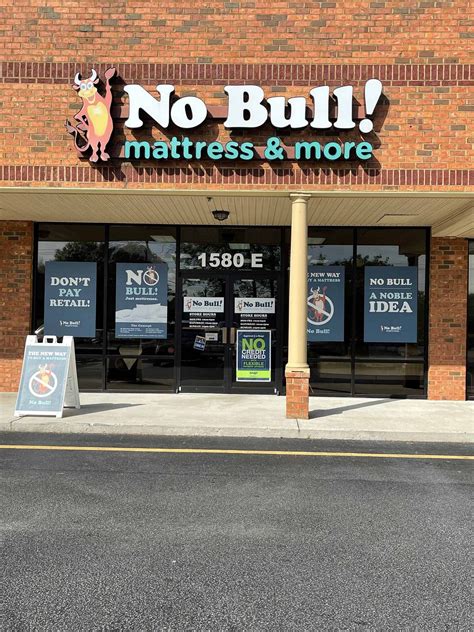 No Bull!
mattress & more
1580 E
DON'T
PAY
RETAIL!
No Bull!
NO
BULL!
Just mattresses.
No Bull!
STORE HOURS
No Bull!
STORE HOURS
NO
CREDIT
NEEDED
FLEXIBLE
NEW WAY
A MATTRESS
No Bull!
NO BULL
A NOBLE
IDEA
No Bull!
THE NEW WAY
No Bull!